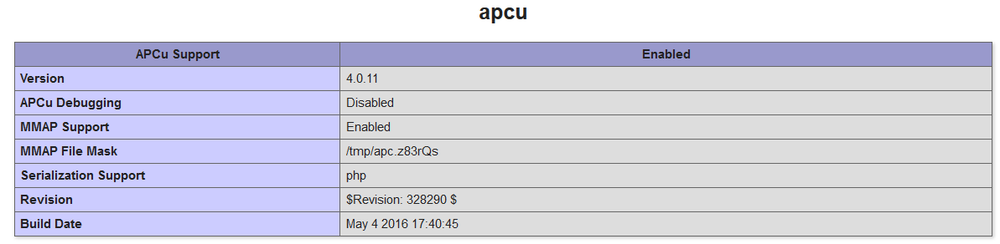 apcu
APCu Support Enabled
Version 4.0.11
APCu Debugging Disabled
MMAP Support Enabled
MMAP File Mask /tmp/apc.z83rQs
Serialization Support php
Revision $Revision: 328290 $
Build Date May 4 2016 17:40:45